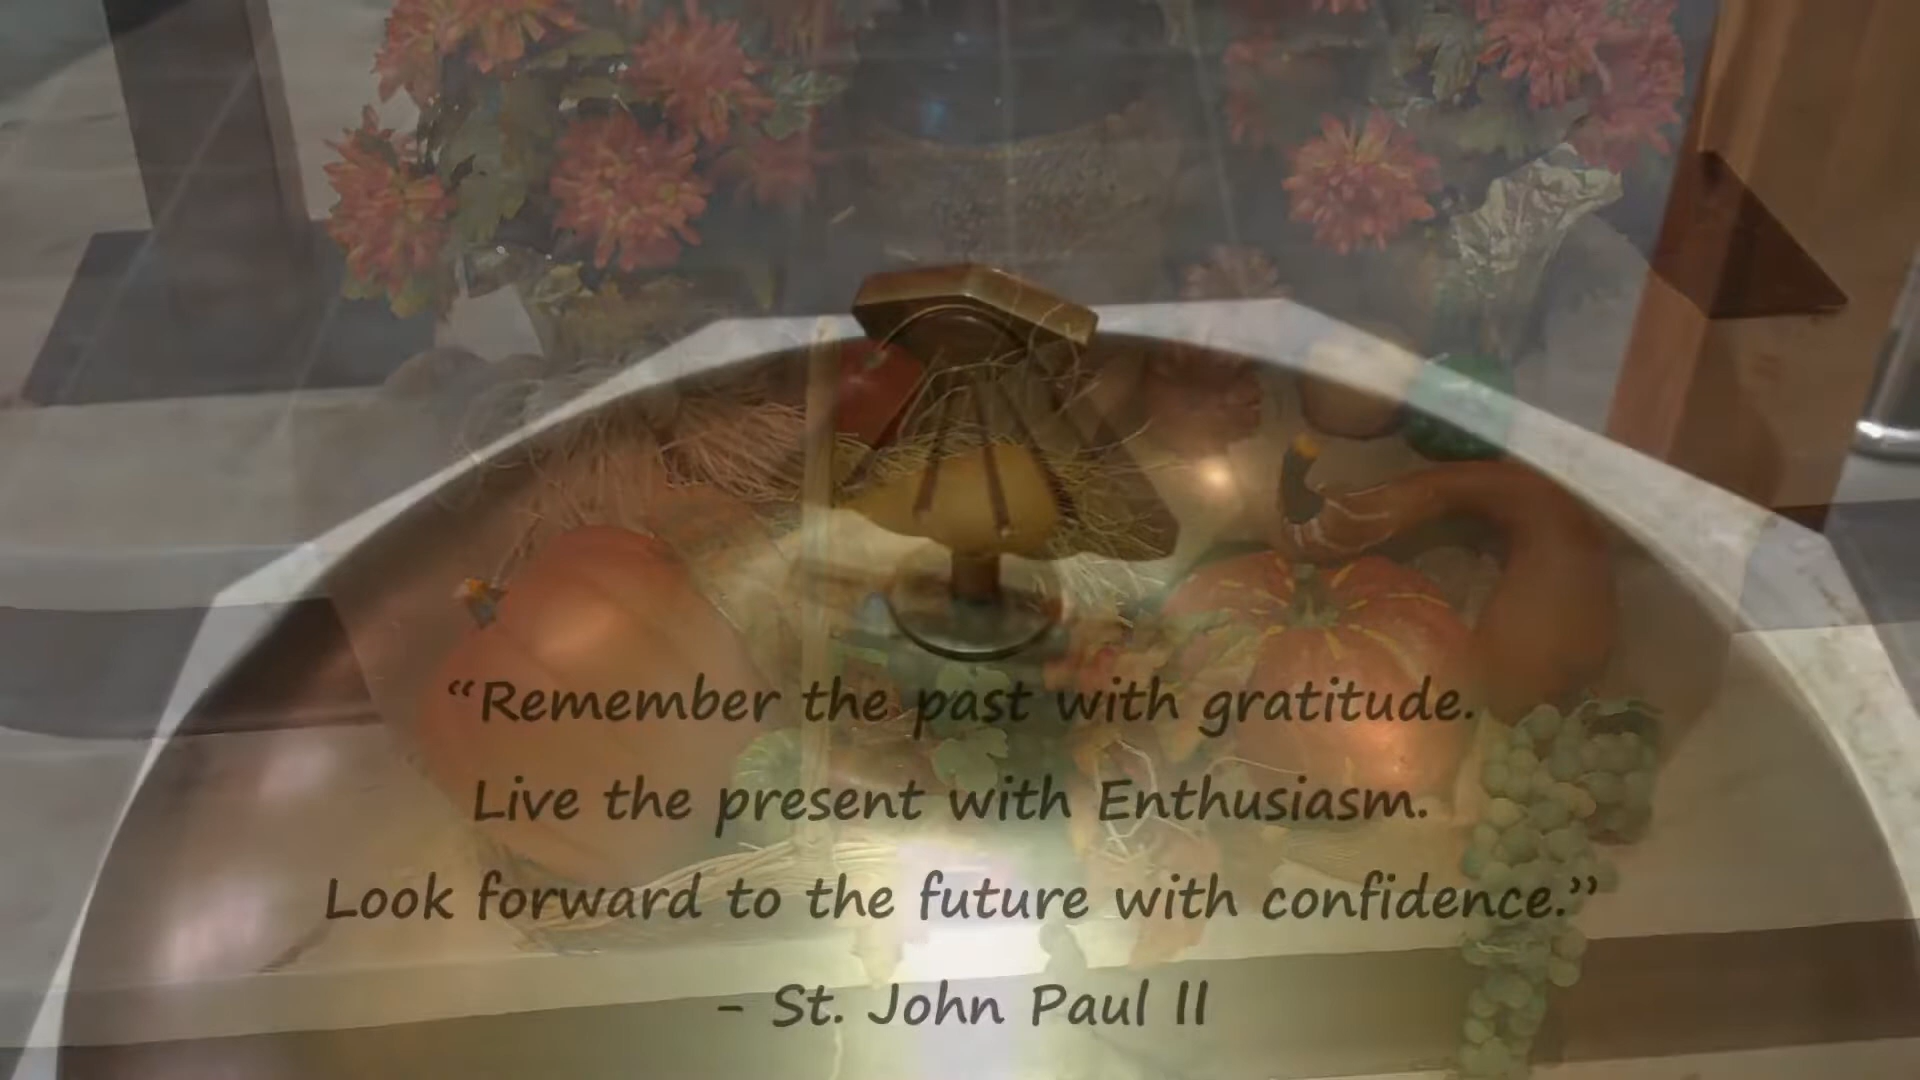 “Remember the past with gratitude.
Live the present with Enthusiasm.
Look forward to the future with confidence.”
- St. John Paul II